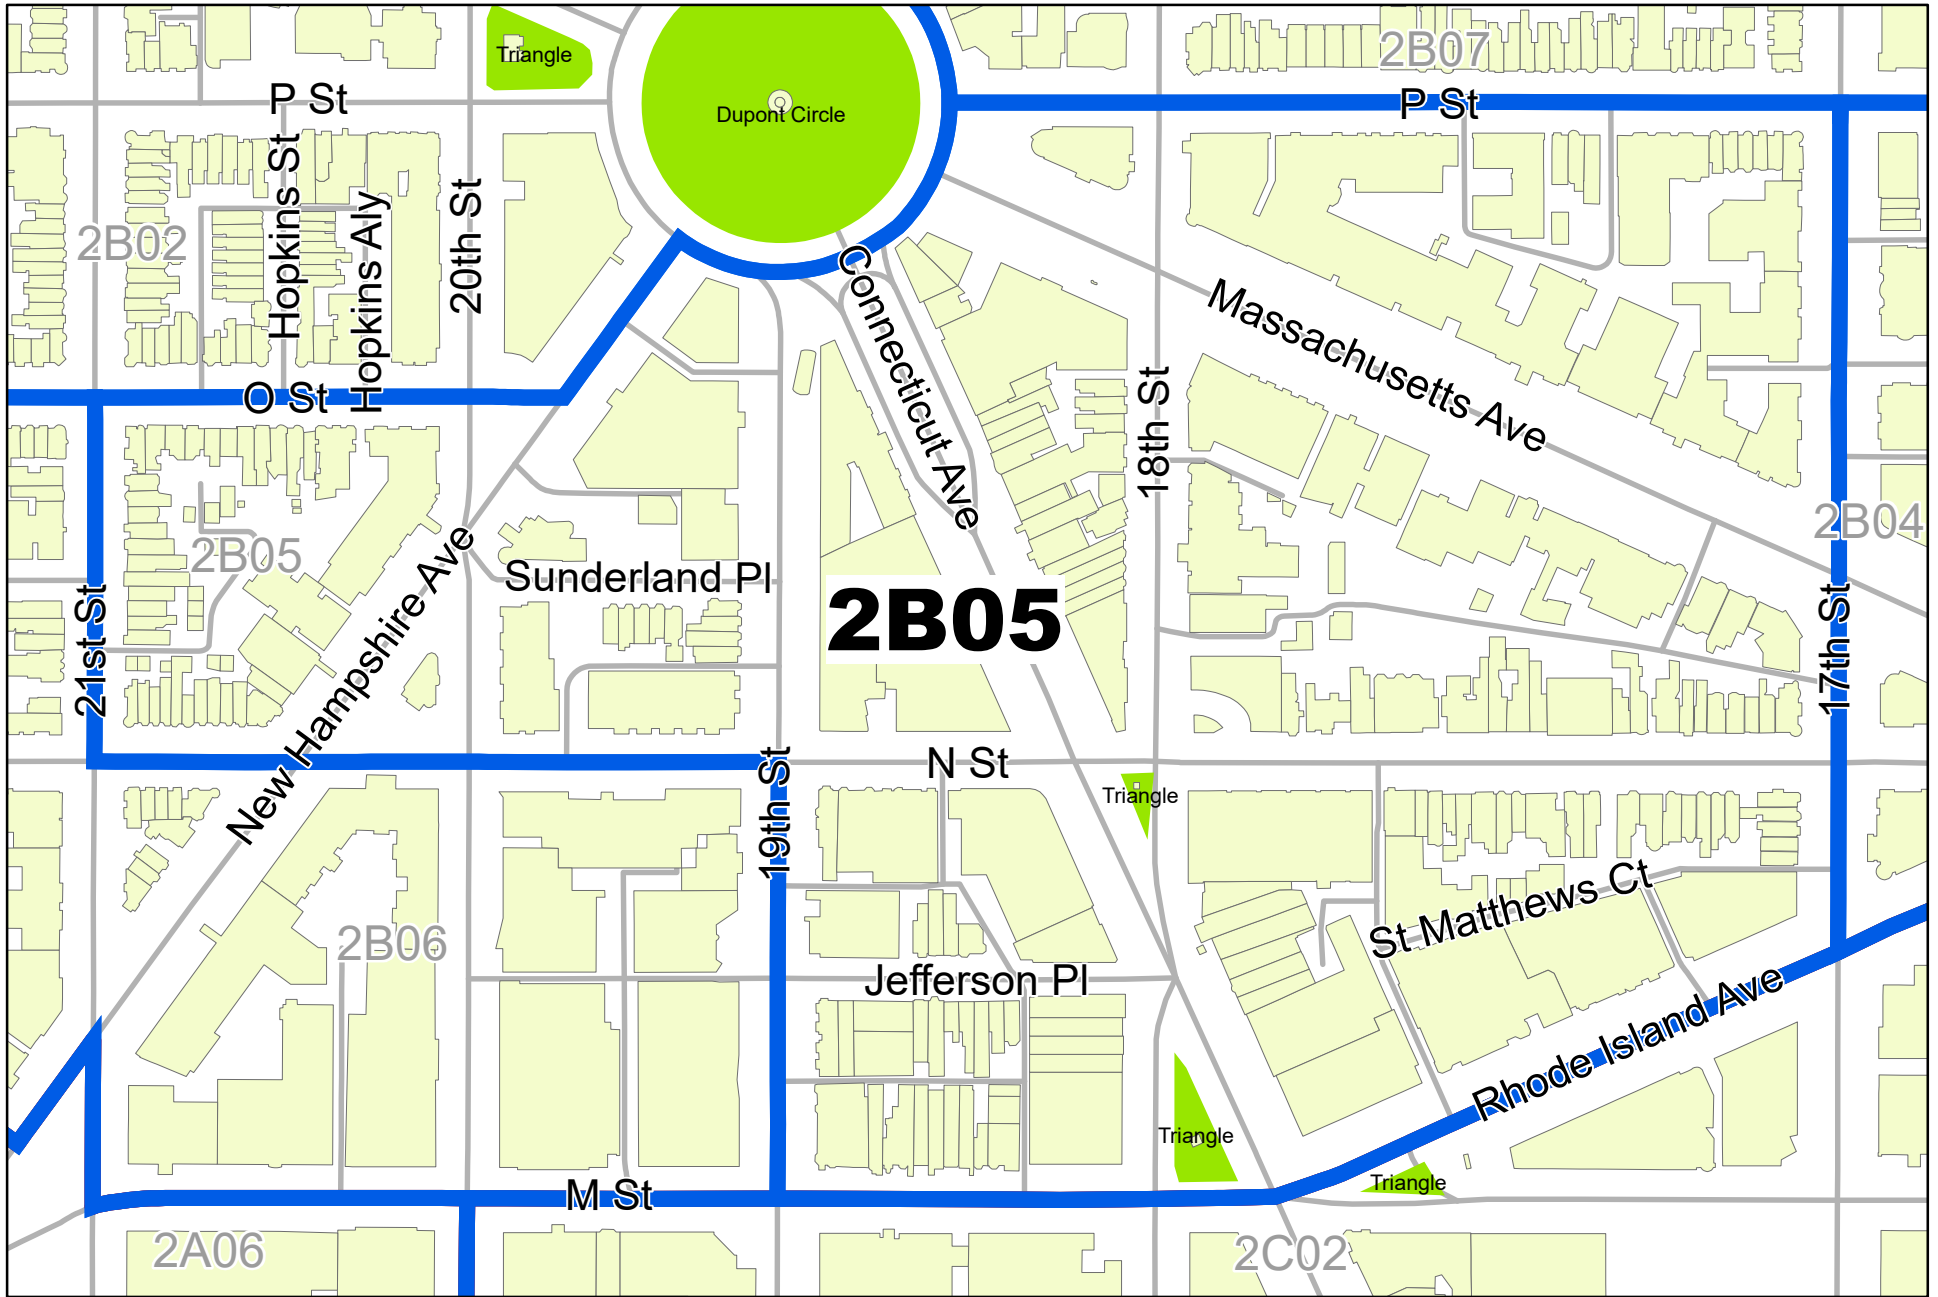 Triangle
2B07
P St
Dupont Circle
P St
Hopkins St
Hopkins Aly
20th St
2B02
Connecticut Ave
Massachusetts Ave
18th St
O St
2B04
2B05
New Hampshire Ave
Sunderland Pl
2B05
21st St
17th St
N St
19th St
Triangle
St Matthews Ct
2B06
Jefferson Pl
Rhode Island Ave
Triangle
Triangle
M St
2A06
2C02